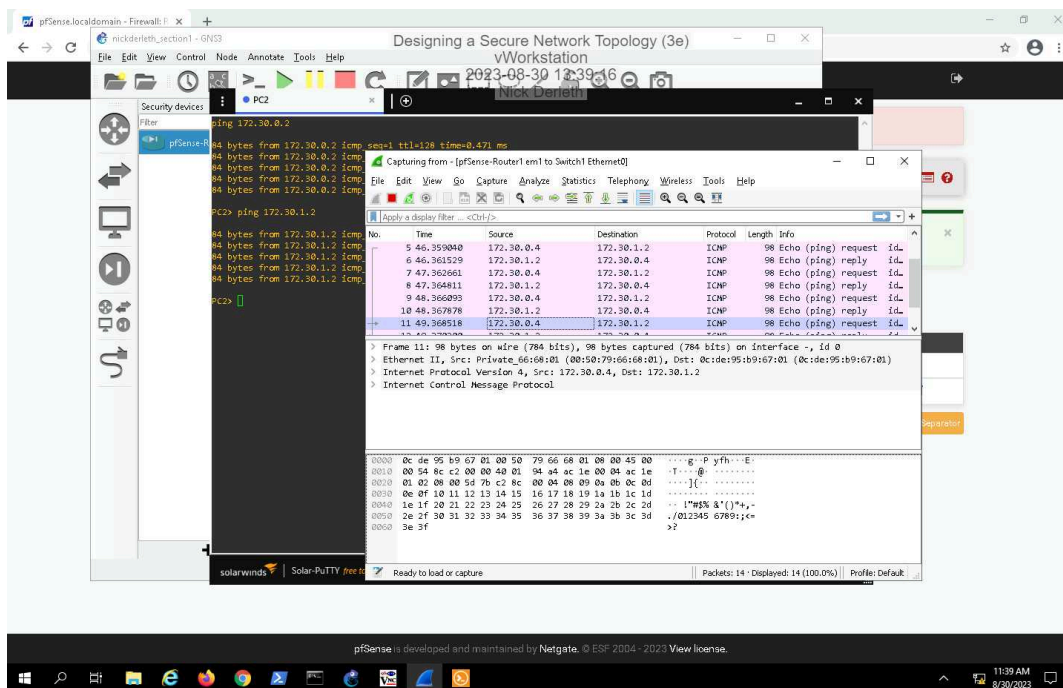 pfSense.localdomain - Firewall: F
nickderleth_section1 - GNS3
Designing a Secure Network Topology (3e)
vWorkstation
2023-08-30 13:39:16
Nick Derleth
File Edit View Control Node Annotate Tools Help
Security devices
Filter
pfSense-R
PC2
ping 172.30.0.2
84 bytes from 172.30.0.2 icmp_seq=1 ttl=128 time=0.471 ms
84 bytes from 172.30.0.2 icmp_
84 bytes from 172.30.0.2 icmp_
84 bytes from 172.30.0.2 icmp_
84 bytes from 172.30.0.2 icmp_
PC2> ping 172.30.1.2
84 bytes from 172.30.1.2 icmp_
84 bytes from 172.30.1.2 icmp_
84 bytes from 172.30.1.2 icmp_
84 bytes from 172.30.1.2 icmp_
84 bytes from 172.30.1.2 icmp_
PC2>
solarwinds | Solar-PuTTY free to
Capturing from - [pfSense-Router1 em1 to Switch1 Ethernet0]
File Edit View Go Capture Analyze Statistics Telephony Wireless Tools Help
Apply a display filter ... <Ctrl-/>
No. Time Source Destination Protocol Length Info
5 46.359040 172.30.0.4 172.30.1.2 ICMP 98 Echo (ping) request id…
6 46.361529 172.30.1.2 172.30.0.4 ICMP 98 Echo (ping) reply id…
7 47.362661 172.30.0.4 172.30.1.2 ICMP 98 Echo (ping) request id…
8 47.364811 172.30.1.2 172.30.0.4 ICMP 98 Echo (ping) reply id…
9 48.366093 172.30.0.4 172.30.1.2 ICMP 98 Echo (ping) request id…
10 48.367878 172.30.1.2 172.30.0.4 ICMP 98 Echo (ping) reply id…
11 49.368518 172.30.0.4 172.30.1.2 ICMP 98 Echo (ping) request id…
> Frame 11: 98 bytes on wire (784 bits), 98 bytes captured (784 bits) on interface -, id 0
> Ethernet II, Src: Private_66:68:01 (00:50:79:66:68:01), Dst: 0c:de:95:b9:67:01 (0c:de:95:b9:67:01)
> Internet Protocol Version 4, Src: 172.30.0.4, Dst: 172.30.1.2
> Internet Control Message Protocol
0000 0c de 95 b9 67 01 00 50 79 66 68 01 08 00 45 00 ····g··P yfh···E·
0010 00 54 8c c2 00 00 40 01 94 a4 ac 1e 00 04 ac 1e ·T····@· ········
0020 01 02 08 00 5d 7b c2 8c 00 04 08 09 0a 0b 0c 0d ····]{·· ········
0030 0e 0f 10 11 12 13 14 15 16 17 18 19 1a 1b 1c 1d ········ ········
0040 1e 1f 20 21 22 23 24 25 26 27 28 29 2a 2b 2c 2d ·· !"#$% &'()*+,-
0050 2e 2f 30 31 32 33 34 35 36 37 38 39 3a 3b 3c 3d ./012345 6789:;<=
0060 3e 3f >?
Ready to load or capture Packets: 14 · Displayed: 14 (100.0%) Profile: Default
Separator
pfSense is developed and maintained by Netgate. © ESF 2004 - 2023 View license.
11:39 AM
8/30/2023